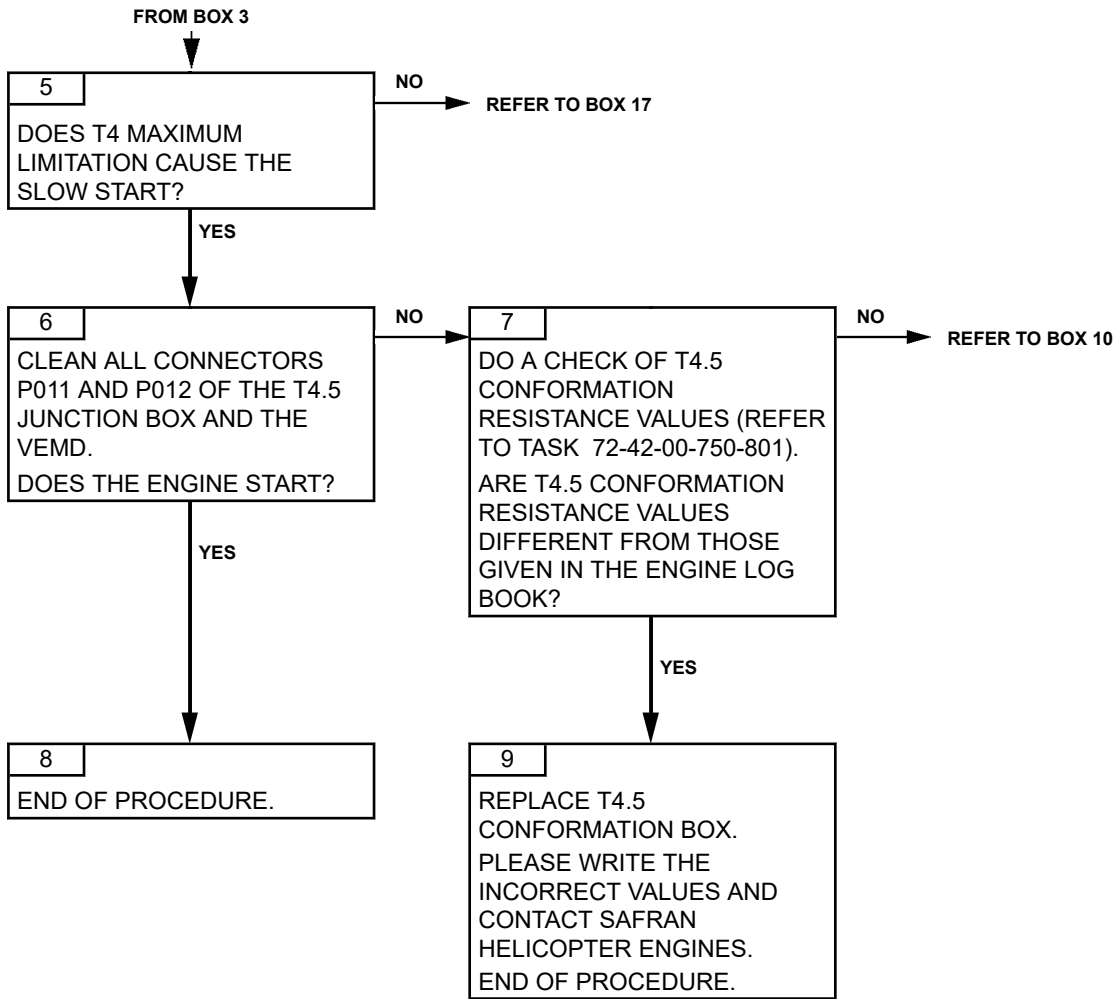 FROM BOX 3
5
DOES T4 MAXIMUM
LIMITATION CAUSE THE
SLOW START?
NO
REFER TO BOX 17
YES
6
CLEAN ALL CONNECTORS
P011 AND P012 OF THE T4.5
JUNCTION BOX AND THE
VEMD.
DOES THE ENGINE START?
NO
7
DO A CHECK OF T4.5
CONFORMATION
RESISTANCE VALUES (REFER
TO TASK  72-42-00-750-801).
ARE T4.5 CONFORMATION
RESISTANCE VALUES
DIFFERENT FROM THOSE
GIVEN IN THE ENGINE LOG
BOOK?
NO
REFER TO BOX 10
YES
YES
8
END OF PROCEDURE.
9
REPLACE T4.5
CONFORMATION BOX.
PLEASE WRITE THE
INCORRECT VALUES AND
CONTACT SAFRAN
HELICOPTER ENGINES.
END OF PROCEDURE.